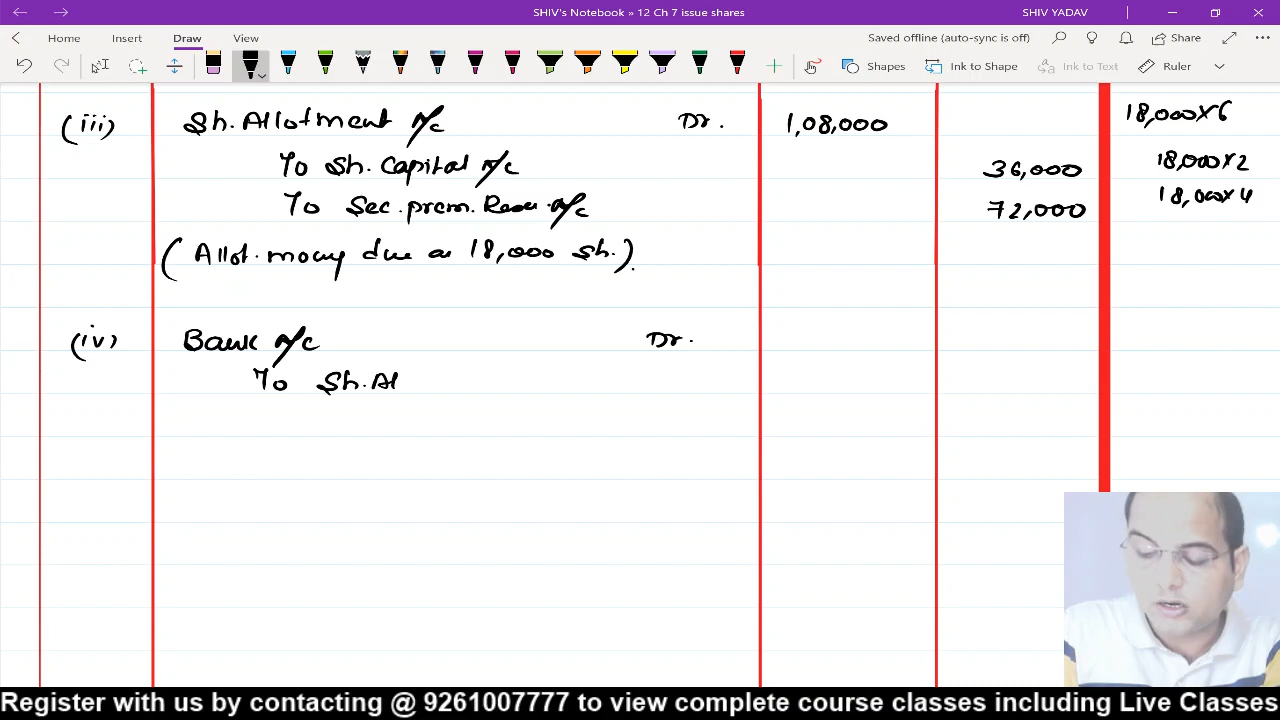 SHIV's Notebook » 12 Ch 7 issue shares
SHIV YADAV
Home Insert Draw View
Saved offline (auto-sync is off)
Share
Shapes Ink to Shape Ink to Text Ruler
(iii) Sh. Allotment A/c Dr. 1,08,000 18,000×6
To Sh. Capital A/c 36,000 18,000×2
To Sec. prem. Rese A/c 72,000 18,000×4
(Allot. money due on 18,000 sh.).
(iv) Bank A/c Dr.
To Sh. Al
Register with us by contacting @ 9261007777 to view complete course classes including Live Classes